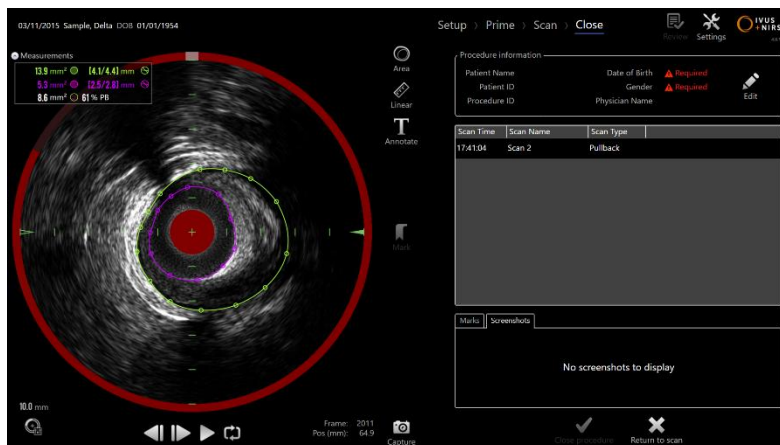 03/11/2015 Sample, Delta DOB 01/01/1954
Setup > Prime > Scan > Close
Review
Settings
IVUS
+NIRS
Measurements
13.9 mm² [4.1/4.4] mm
5.3 mm² [2.5/2.8] mm
8.6 mm² 61 % PB
Area
Linear
T
Annotate
Mark
10.0 mm
Frame: 2011
Pos (mm): 64.9
Capture
Procedure information
Patient Name
Date of Birth Required
Patient ID
Gender Required
Procedure ID
Physician Name
Edit
Scan Time Scan Name Scan Type
17:41:04 Scan 2 Pullback
Marks Screenshots
No screenshots to display
Close procedure
Return to scan